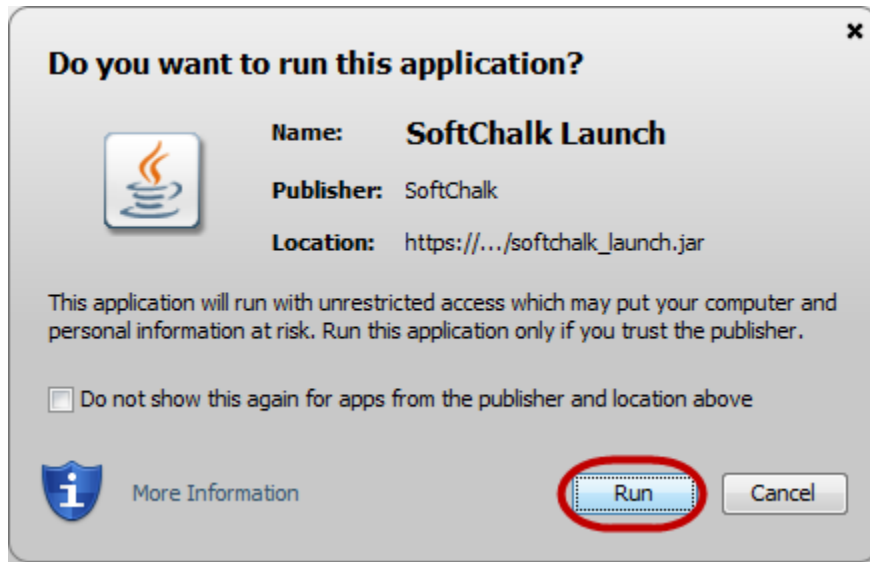 Do you want to run this application?
Name: SoftChalk Launch
Publisher: SoftChalk
Location: https://.../softchalk_launch.jar
This application will run with unrestricted access which may put your computer and
personal information at risk. Run this application only if you trust the publisher.
Do not show this again for apps from the publisher and location above
More Information Run Cancel